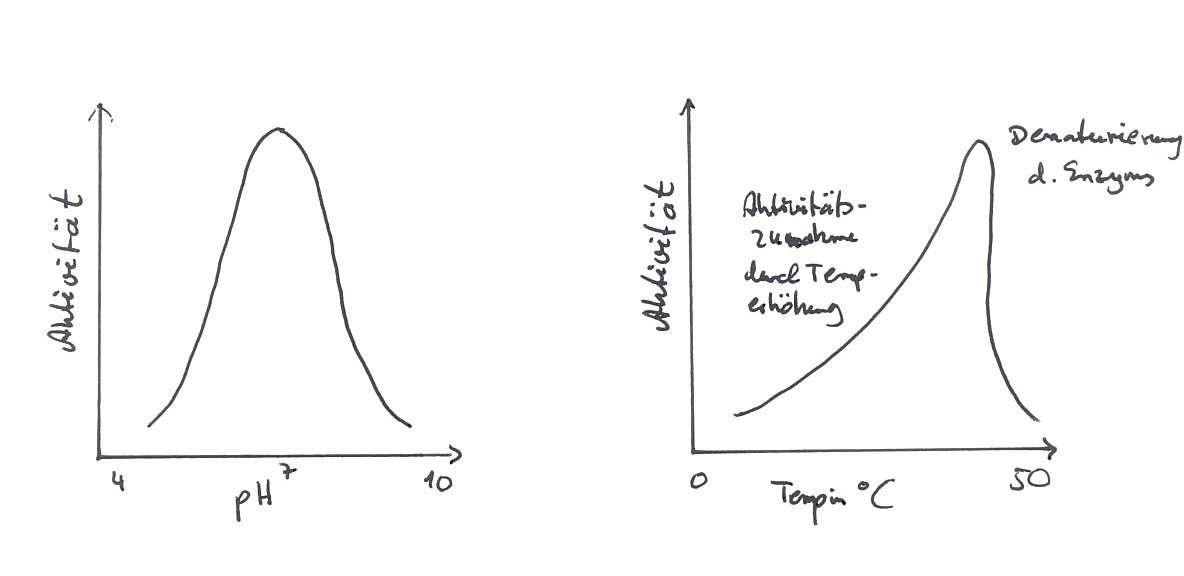 Aktivität
4
7
10
pH
Aktivität
Aktivitäts-
zunahme
durch Temp-
erhöhung
Denaturierung
d. Enzyms
0
50
Temp in °C